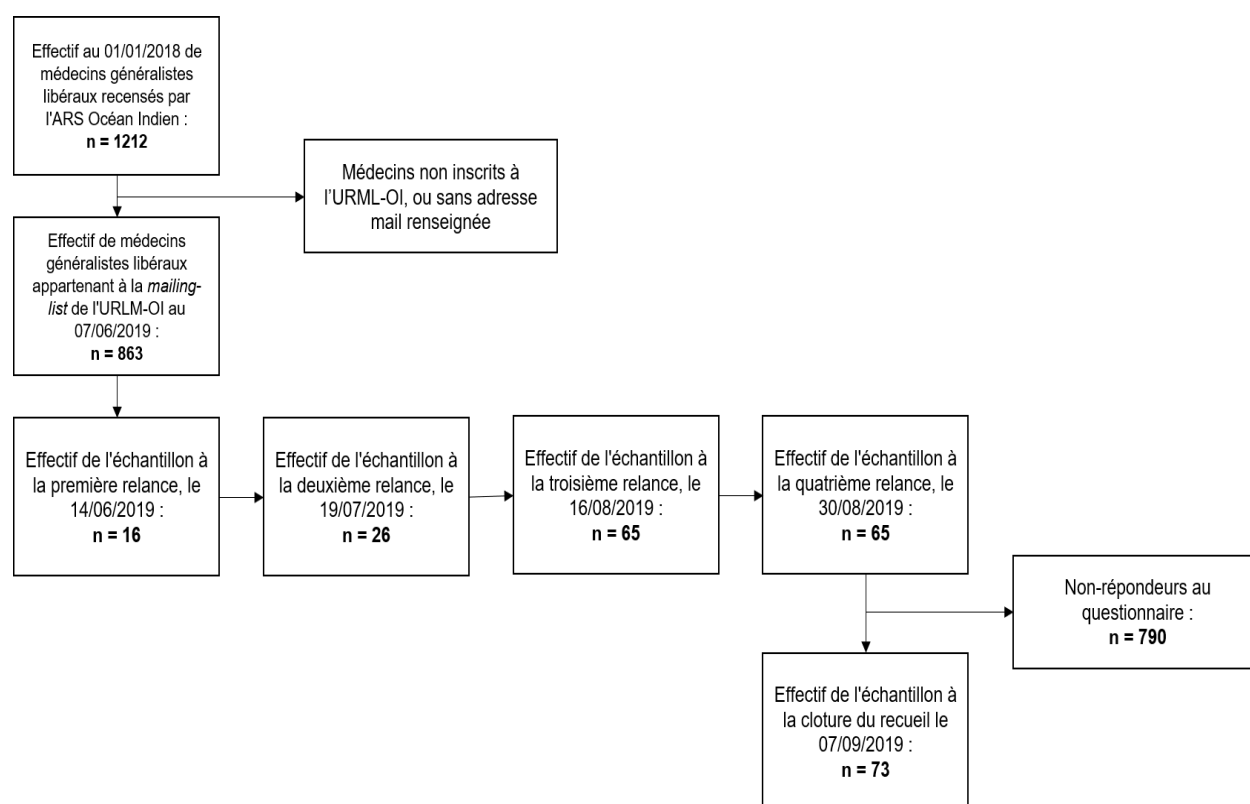 Effectif au 01/01/2018 de
médecins généralistes
libéraux recensés par
l'ARS Océan Indien :
n = 1212
Médecins non inscrits à
l'URML-OI, ou sans adresse
mail renseignée
Effectif de médecins
généralistes libéraux
appartenant à la mailing-
list de l'URLM-OI au
07/06/2019 :
n = 863
Effectif de l'échantillon à
la première relance, le
14/06/2019 :
n = 16
Effectif de l'échantillon à
la deuxième relance, le
19/07/2019 :
n = 26
Effectif de l'échantillon à
la troisième relance, le
16/08/2019 :
n = 65
Effectif de l'échantillon à
la quatrième relance, le
30/08/2019 :
n = 65
Non-répondeurs au
questionnaire :
n = 790
Effectif de l'échantillon à
la cloture du recueil le
07/09/2019 :
n = 73